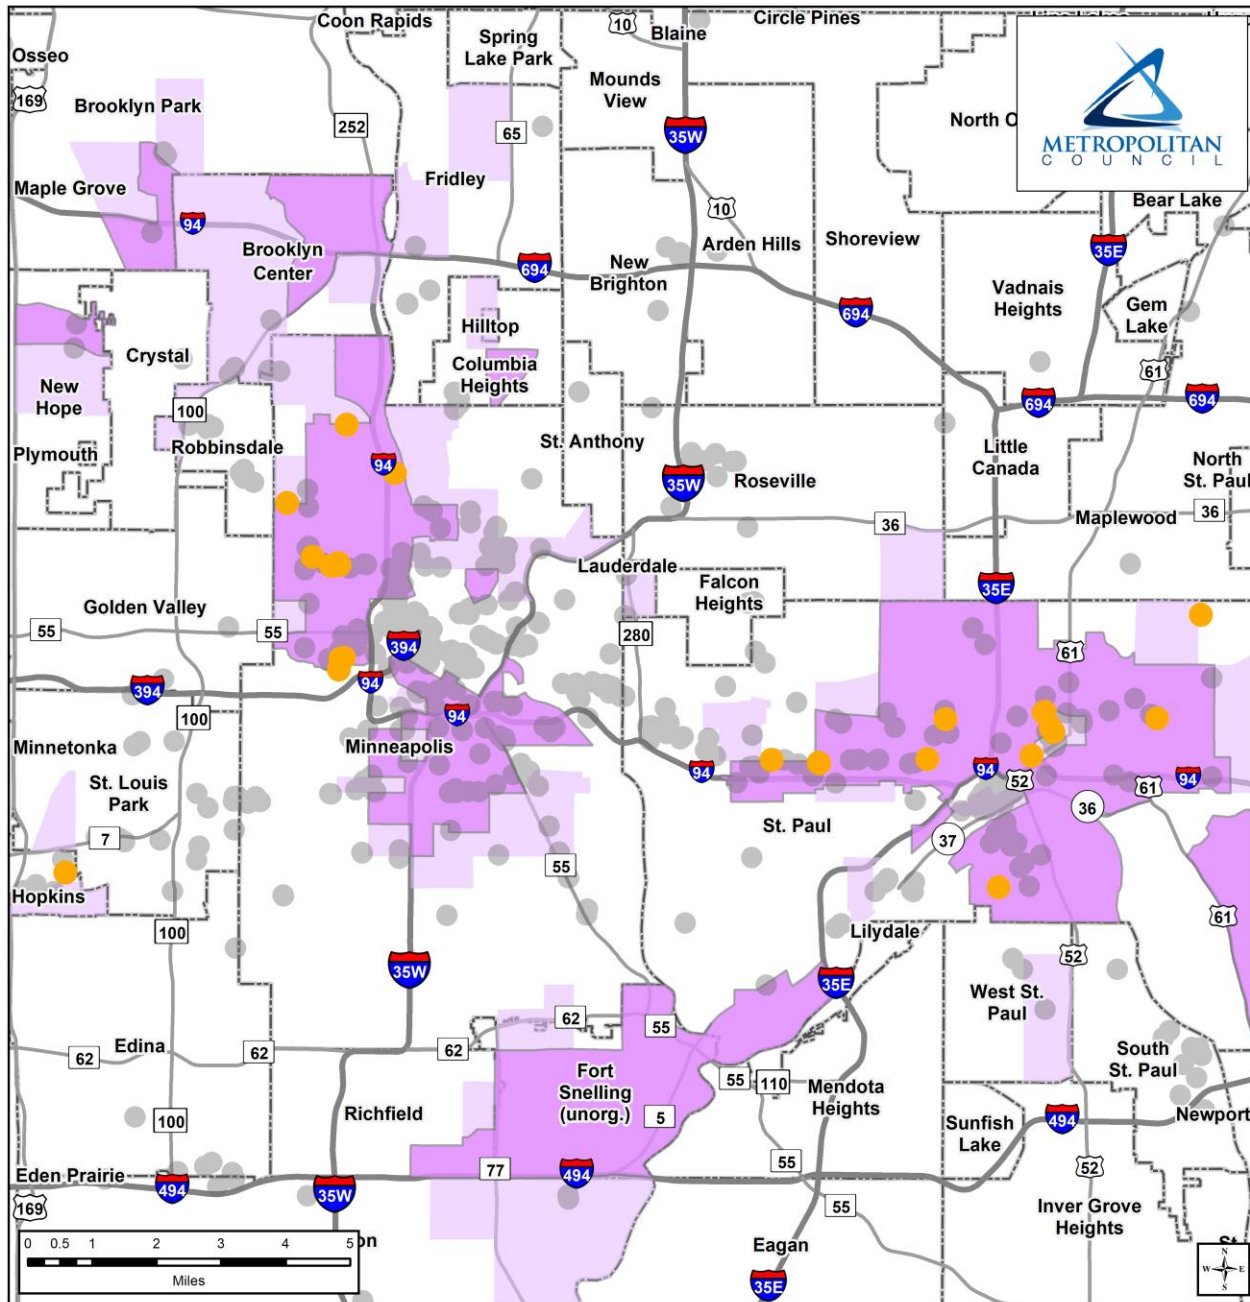 Coon Rapids
10
Blaine
Circle Pines
Osseo
Spring
Lake Park
Mounds
View
169
Brooklyn Park
252
65
35W
North O
METROPOLITAN
COUNCIL
Maple Grove
Fridley
94
10
Bear Lake
Brooklyn
Center
694
New
Brighton
Arden Hills
Shoreview
35E
Vadnais
Heights
Gem
Lake
694
Hilltop
Crystal
Columbia
Heights
61
New
Hope
100
694
694
Plymouth
Robbinsdale
94
St. Anthony
35W
Roseville
Little
Canada
North
St. Paul
36
Maplewood
36
Lauderdale
Falcon
Heights
35E
Golden Valley
55
55
394
280
61
394
94
100
94
Minnetonka
Minneapolis
94
94
52
61
94
St. Louis
Park
7
St. Paul
36
37
55
Hopkins
100
61
Lilydale
35W
35E
52
West St.
Paul
62
55
Edina
62
62
62
South
St. Paul
Fort
Snelling
(unorg.)
55
110
Mendota
Heights
100
Richfield
5
Sunfish
Lake
494
Newport
Eden Prairie
77
494
55
52
494
35W
169
55
Inver Grove
Heights
on
Eagan
St.
35E
0 0.5 1 2 3 4 5
Miles
N
W E
S